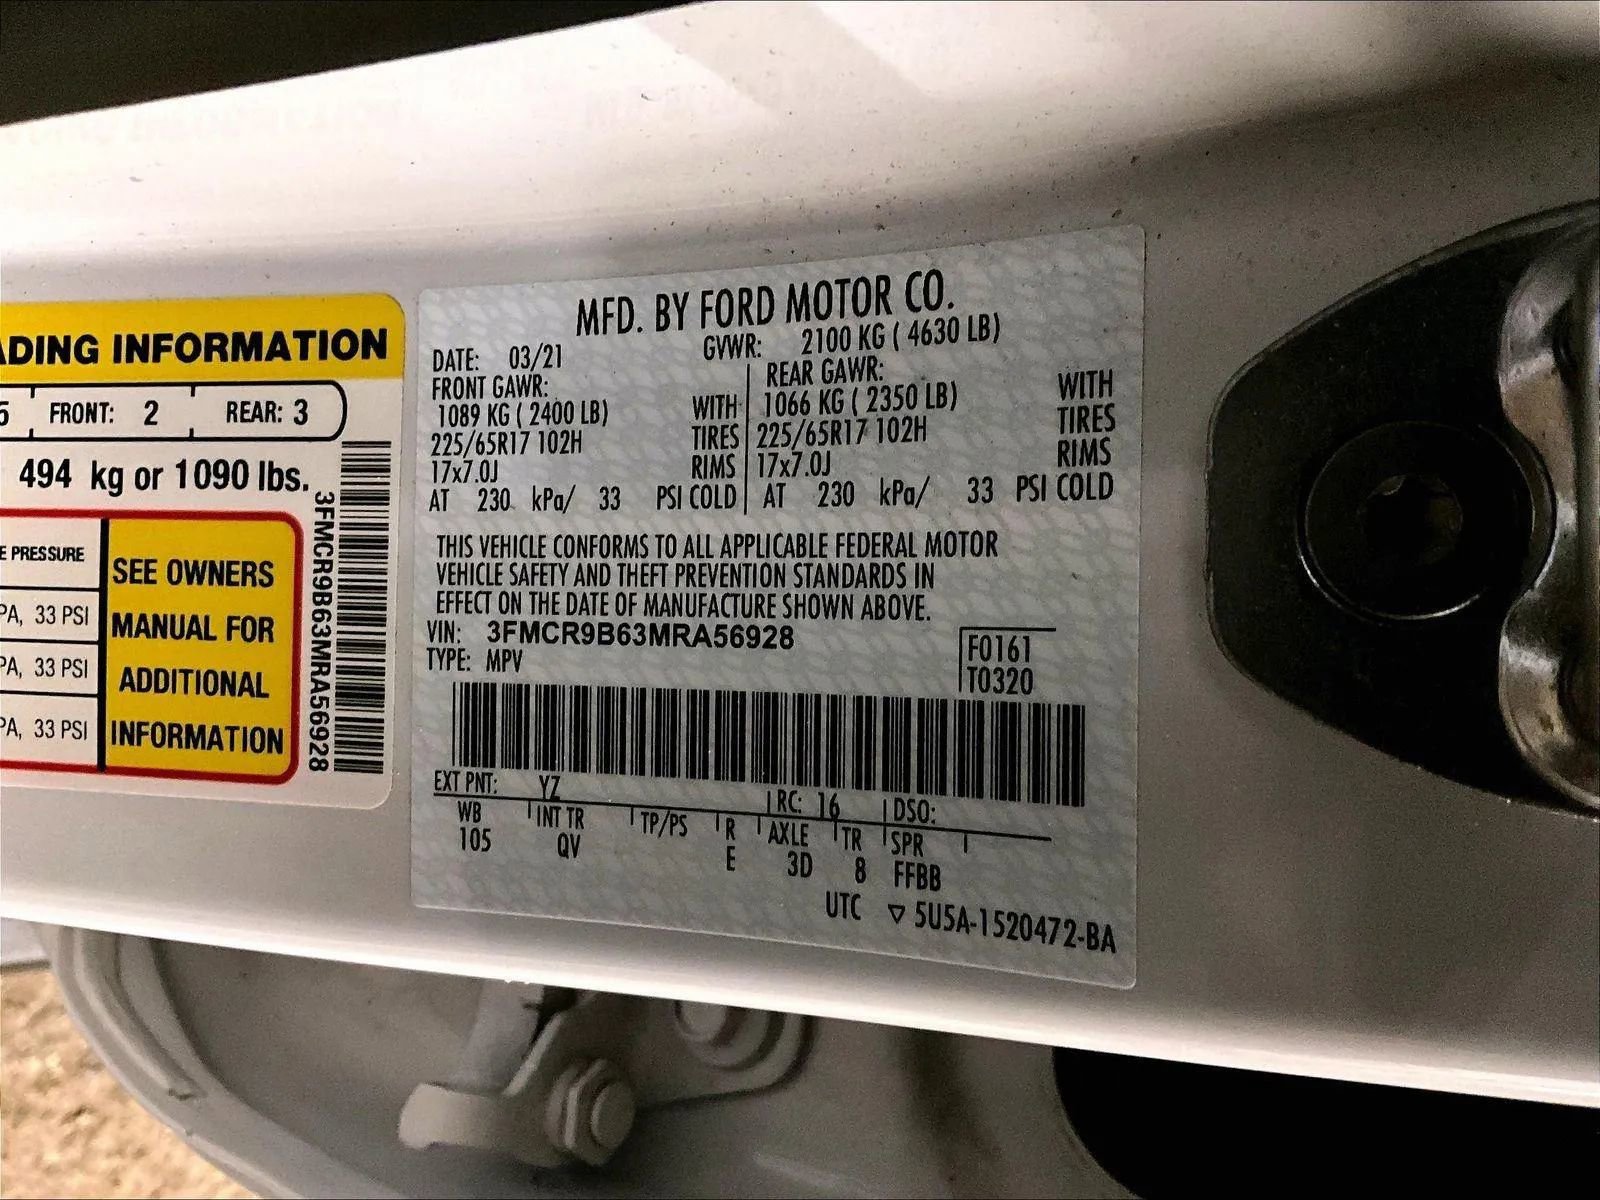 ADING INFORMATION
5 FRONT: 2 REAR: 3
494 kg or 1090 lbs.
E PRESSURE
PA, 33 PSI
PA, 33 PSI
PA, 33 PSI
SEE OWNERS
MANUAL FOR
ADDITIONAL
INFORMATION
3FMCR9B63MRA56928
MFD. BY FORD MOTOR CO.
DATE: 03/21 GVWR: 2100 KG ( 4630 LB)
FRONT GAWR: REAR GAWR:
1089 KG ( 2400 LB) WITH 1066 KG ( 2350 LB) WITH
225/65R17 102H TIRES 225/65R17 102H TIRES
17x7.0J RIMS 17x7.0J RIMS
AT 230 kPa/ 33 PSI COLD AT 230 kPa/ 33 PSI COLD
THIS VEHICLE CONFORMS TO ALL APPLICABLE FEDERAL MOTOR
VEHICLE SAFETY AND THEFT PREVENTION STANDARDS IN
EFFECT ON THE DATE OF MANUFACTURE SHOWN ABOVE.
VIN: 3FMCR9B63MRA56928 F0161
TYPE: MPV T0320
EXT PNT: YZ RC: 16 DSO:
WB INT TR TP/PS R AXLE TR SPR
105 QV E 3D 8 FFBB
UTC ▽ 5U5A-1520472-BA